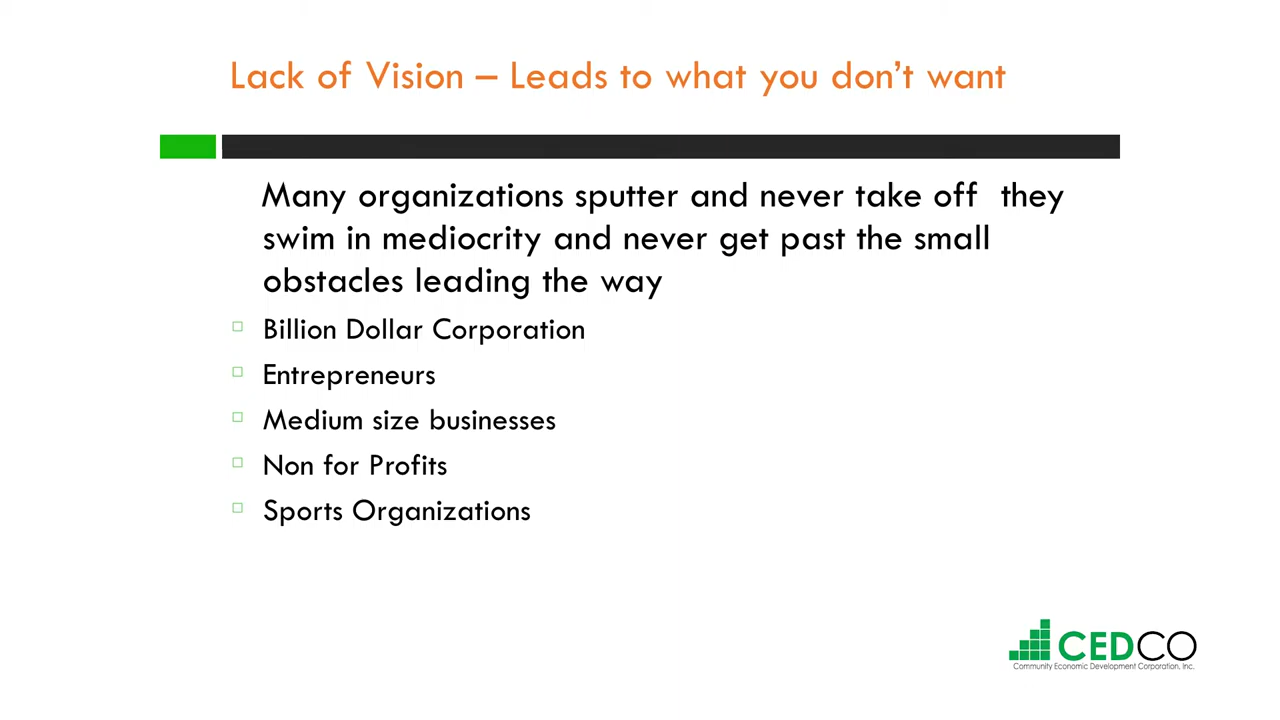 Lack of Vision – Leads to what you don’t want
Many organizations sputter and never take off  they
swim in mediocrity and never get past the small
obstacles leading the way
Billion Dollar Corporation
Entrepreneurs
Medium size businesses
Non for Profits
Sports Organizations
CEDCO
Community Economic Development Corporation, Inc.